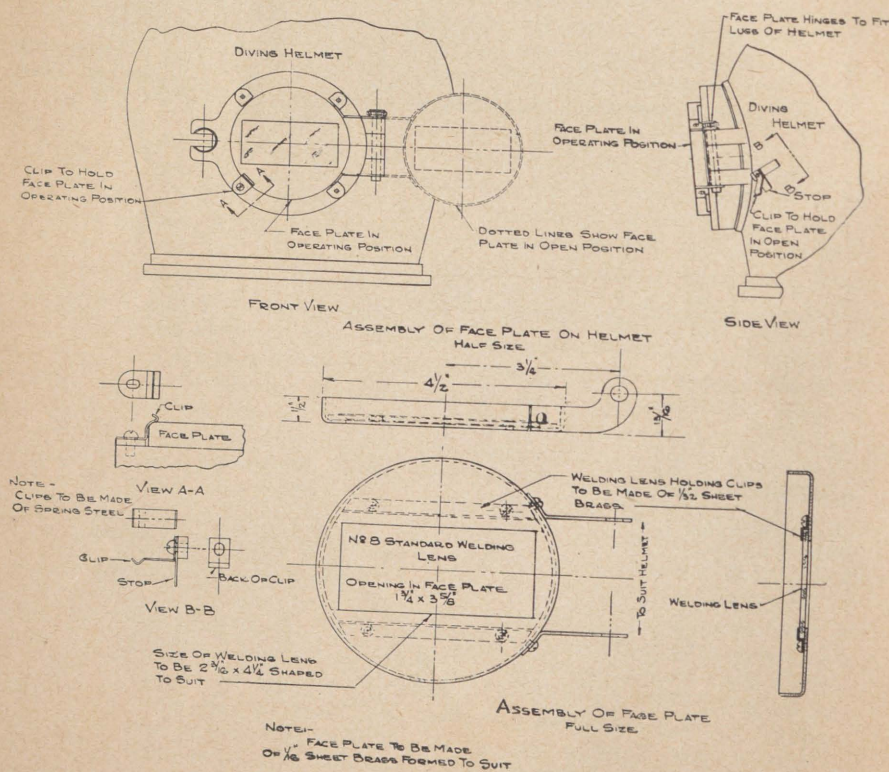 DIVING HELMET
CLIP TO HOLD
FACE PLATE IN
OPERATING POSITION
A
A
FACE PLATE IN
OPERATING POSITION
DOTTED LINES SHOW FACE
PLATE IN OPEN POSITION
FRONT VIEW
FACE PLATE HINGES TO FIT
LUGS OF HELMET
DIVING
HELMET
FACE PLATE IN
OPERATING POSITION
B
B
STOP
CLIP TO HOLD
FACE PLATE
IN OPEN
POSITION
SIDE VIEW
ASSEMBLY OF FACE PLATE ON HELMET
HALF SIZE
3 1/4"
4 1/2"
CLIP
FACE PLATE
VIEW A-A
NOTE -
CLIPS TO BE MADE
OF SPRING STEEL
CLIP
STOP
BACK OF CLIP
VIEW B-B
WELDING LENS HOLDING CLIPS
TO BE MADE OF 1/32 SHEET
BRASS
Nº 8 STANDARD WELDING
LENS
OPENING IN FACE PLATE
1 3/4" x 3 5/8"
TO SUIT HELMET
WELDING LENS
SIZE OF WELDING LENS
TO BE 2 3/16" x 4 1/4" SHAPED
TO SUIT
ASSEMBLY OF FACE PLATE
FULL SIZE
NOTE:-
FACE PLATE TO BE MADE
OF 1/16" SHEET BRASS FORMED TO SUIT